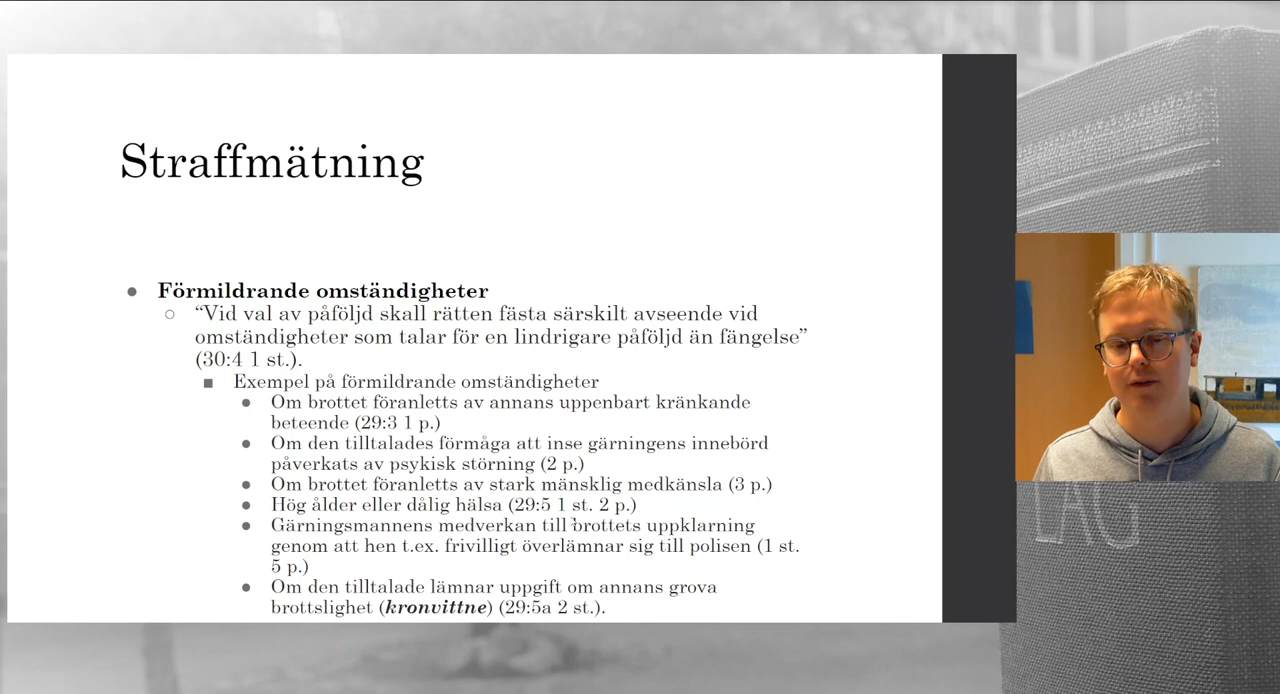 Straffmätning
● Förmildrande omständigheter
○ “Vid val av påföljd skall rätten fästa särskilt avseende vid
omständigheter som talar för en lindrigare påföljd än fängelse”
(30:4 1 st.).
■ Exempel på förmildrande omständigheter
● Om brottet föranletts av annans uppenbart kränkande
beteende (29:3 1 p.)
● Om den tilltalades förmåga att inse gärningens innebörd
påverkats av psykisk störning (2 p.)
● Om brottet föranletts av stark mänsklig medkänsla (3 p.)
● Hög ålder eller dålig hälsa (29:5 1 st. 2 p.)
● Gärningsmannens medverkan till brottets uppklarning
genom att hen t.ex. frivilligt överlämnar sig till polisen (1 st.
5 p.)
● Om den tilltalade lämnar uppgift om annans grova
brottslighet (kronvittne) (29:5a 2 st.).
LAG